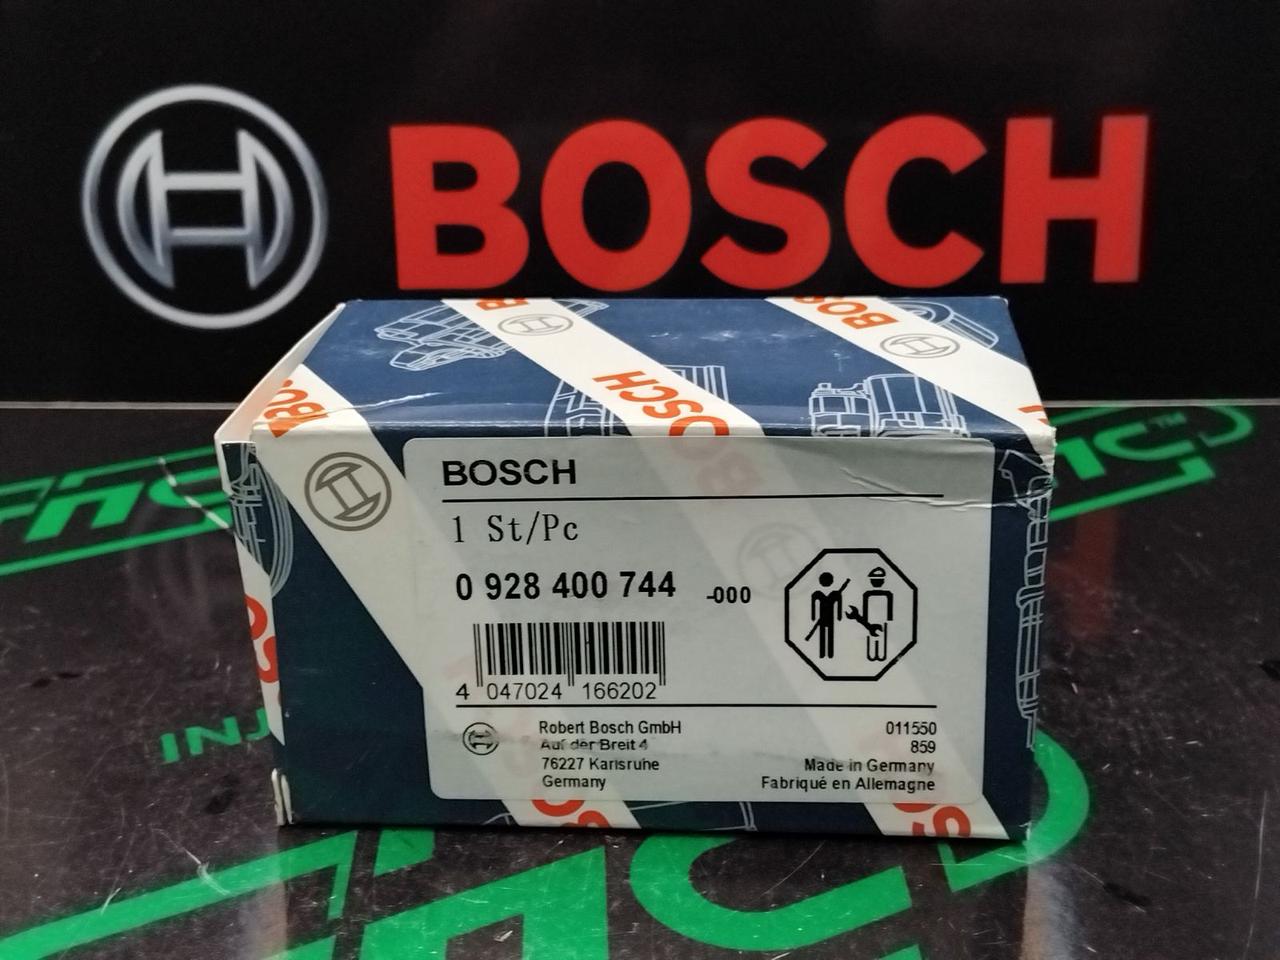 BOSCH
BOSCH
BOSCH
BOSCH
1 St/Pc
0 928 400 744 -000
4 047024 166202
Robert Bosch GmbH
Auf der Breit 4
76227 Karlsruhe
Germany
011550
859
Made in Germany
Fabriqué en Allemagne
INJ